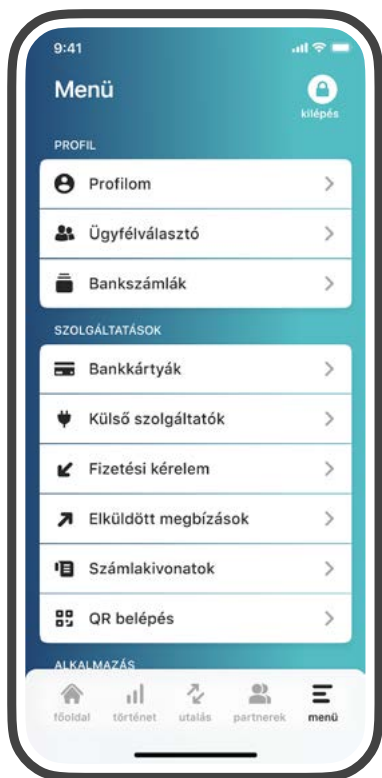 9:41
Menü
kilépés
PROFIL
Profilom
Ügyfélválasztó
Bankszámlák
SZOLGÁLTATÁSOK
Bankkártyák
Külső szolgáltatók
Fizetési kérelem
Elküldött megbízások
Számlakivonatok
QR belépés
ALKALMAZÁS
főoldal történet utalás partnerek menü